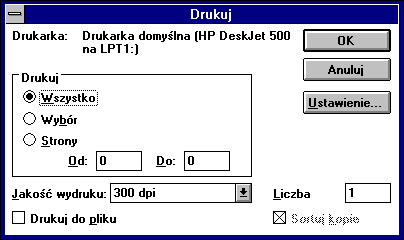 Drukuj
Drukarka: Drukarka domyślna (HP DeskJet 500 na LPT1:)
OK
Anuluj
Ustawienie...
Drukuj
Wszystko
Wybór
Strony
Od: 0 Do: 0
Jakość wydruku: 300 dpi
Liczba 1
Drukuj do pliku
Sortuj kopie